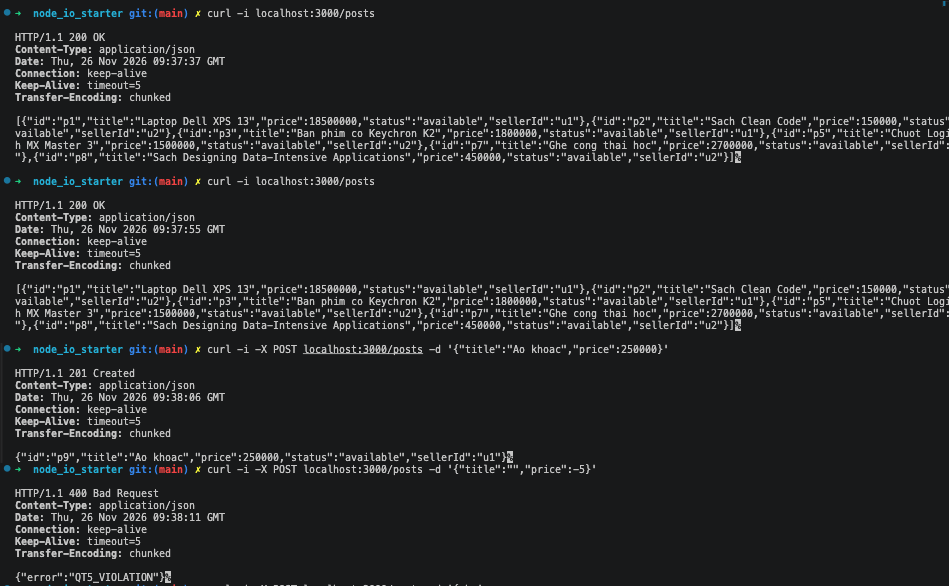 → node_io_starter git:(main) ✗ curl -i localhost:3000/posts
HTTP/1.1 200 OK
Content-Type: application/json
Date: Thu, 26 Nov 2026 09:37:37 GMT
Connection: keep-alive
Keep-Alive: timeout=5
Transfer-Encoding: chunked
[{"id":"p1","title":"Laptop Dell XPS 13","price":18500000,"status":"available","sellerId":"u1"},{"id":"p2","title":"Sach Clean Code","price":150000,"status"
vailable","sellerId":"u2"},{"id":"p3","title":"Ban phim co Keychron K2","price":1800000,"status":"available","sellerId":"u1"},{"id":"p5","title":"Chuot Logi
h MX Master 3","price":1500000,"status":"available","sellerId":"u2"},{"id":"p7","title":"Ghe cong thai hoc","price":2700000,"status":"available","sellerId":
"},{"id":"p8","title":"Sach Designing Data-Intensive Applications","price":450000,"status":"available","sellerId":"u2"}]%
→ node_io_starter git:(main) ✗ curl -i localhost:3000/posts
HTTP/1.1 200 OK
Content-Type: application/json
Date: Thu, 26 Nov 2026 09:37:55 GMT
Connection: keep-alive
Keep-Alive: timeout=5
Transfer-Encoding: chunked
[{"id":"p1","title":"Laptop Dell XPS 13","price":18500000,"status":"available","sellerId":"u1"},{"id":"p2","title":"Sach Clean Code","price":150000,"status"
vailable","sellerId":"u2"},{"id":"p3","title":"Ban phim co Keychron K2","price":1800000,"status":"available","sellerId":"u1"},{"id":"p5","title":"Chuot Logi
h MX Master 3","price":1500000,"status":"available","sellerId":"u2"},{"id":"p7","title":"Ghe cong thai hoc","price":2700000,"status":"available","sellerId":
"},{"id":"p8","title":"Sach Designing Data-Intensive Applications","price":450000,"status":"available","sellerId":"u2"}]%
→ node_io_starter git:(main) ✗ curl -i -X POST localhost:3000/posts -d '{"title":"Ao khoac","price":250000}'
HTTP/1.1 201 Created
Content-Type: application/json
Date: Thu, 26 Nov 2026 09:38:06 GMT
Connection: keep-alive
Keep-Alive: timeout=5
Transfer-Encoding: chunked
{"id":"p9","title":"Ao khoac","price":250000,"status":"available","sellerId":"u1"}%
→ node_io_starter git:(main) ✗ curl -i -X POST localhost:3000/posts -d '{"title":"","price":-5}'
HTTP/1.1 400 Bad Request
Content-Type: application/json
Date: Thu, 26 Nov 2026 09:38:11 GMT
Connection: keep-alive
Keep-Alive: timeout=5
Transfer-Encoding: chunked
{"error":"QT5_VIOLATION"}%